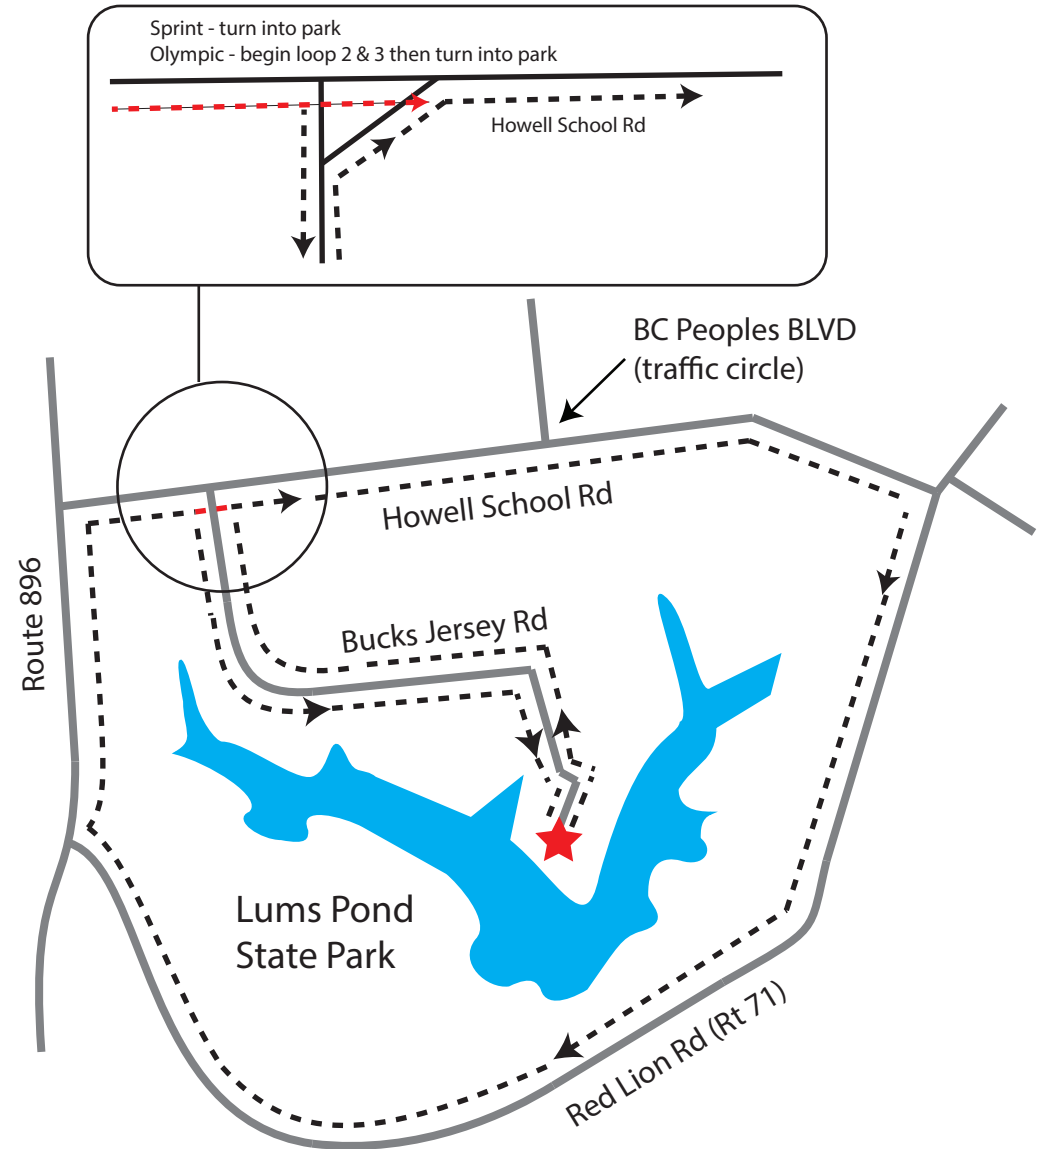 Sprint - turn into park
Olympic - begin loop 2 & 3 then turn into park
Howell School Rd
BC Peoples BLVD
(traffic circle)
Howell School Rd
Route 896
Bucks Jersey Rd
Lums Pond
State Park
Red Lion Rd (Rt 71)